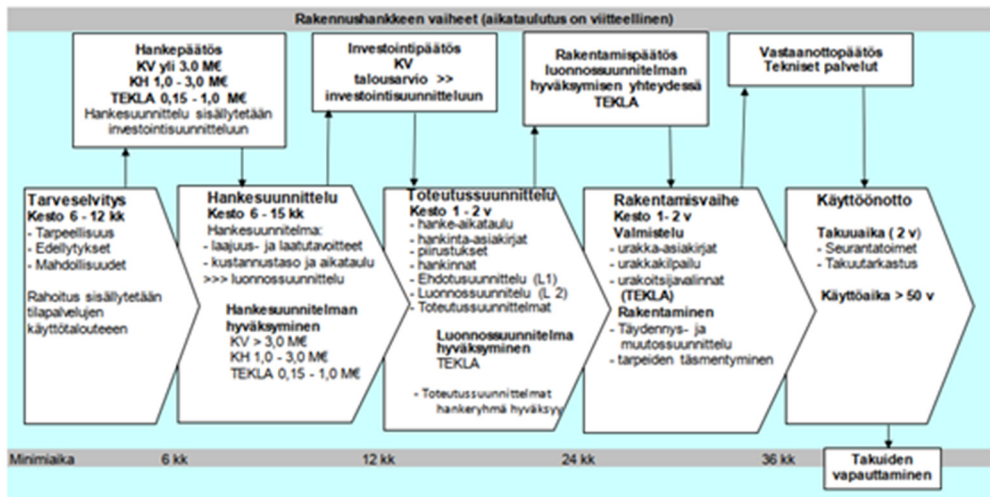 Rakennushankkeen vaiheet (aikataulutus on viitteellinen)
Hankepäätös
KV yli 3.0 M€
KH 1,0 - 3,0 M€
TEKLA 0,15 - 1,0 M€
Hankesuunnittelu sisällytetään
investointisuunnitteluun
Investointipäätös
KV
talousarvio >>
investointisuunnitteluun
Rakentamispäätös
luonnossuunnitelman
hyväksymisen yhteydessä
TEKLA
Vastaanottopäätös
Tekniset palvelut
Tarveselvitys
Kesto 6 - 12 kk
- Tarpeellisuus
- Edellytykset
- Mahdollisuudet
Rahoitus sisällytetään
tilapalvelujen
käyttötalouteeen
Hankesuunnittelu
Kesto 6 - 15 kk
Hankesuunnitelma:
- laajuus- ja laatutavoitteet
- kustannustaso ja aikataulu
>>> luonnossuunnittelu
Hankesuunnitelman
hyväksyminen
KV > 3,0 M€
KH 1,0 - 3,0 M€
TEKLA 0,15 - 1,0 M€
Toteutussuunnittelu
Kesto 1 - 2 v
- hanke-aikataulu
- hankinta-asiakirjat
- piirustukset
- hankinnat
- Ehdotusuunnittelu (L1)
- Luonnossuunnitelu (L 2)
- Toteutussuunnittelmat
Luonnossuunnitelma
hyväksyminen
TEKLA
- Toteutussuunnittelmat
hankeryhmä hyväksyy
Rakentamisvaihe
Kesto 1- 2 v
Valmistelu
- urakka-asiakirjat
- urakkakilpailu
- urakoitsijavalinnat
(TEKLA)
Rakentaminen
- Täydennys- ja
muutossuunnittelu
- tarpeiden täsmentyminen
Käyttöönotto
Takuuaika ( 2 v)
- Seurantatoimet
- Takuutarkastus
Käyttöaika > 50 v
Minimiaika 6 kk 12 kk 24 kk 36 kk
Takuiden
vapauttaminen